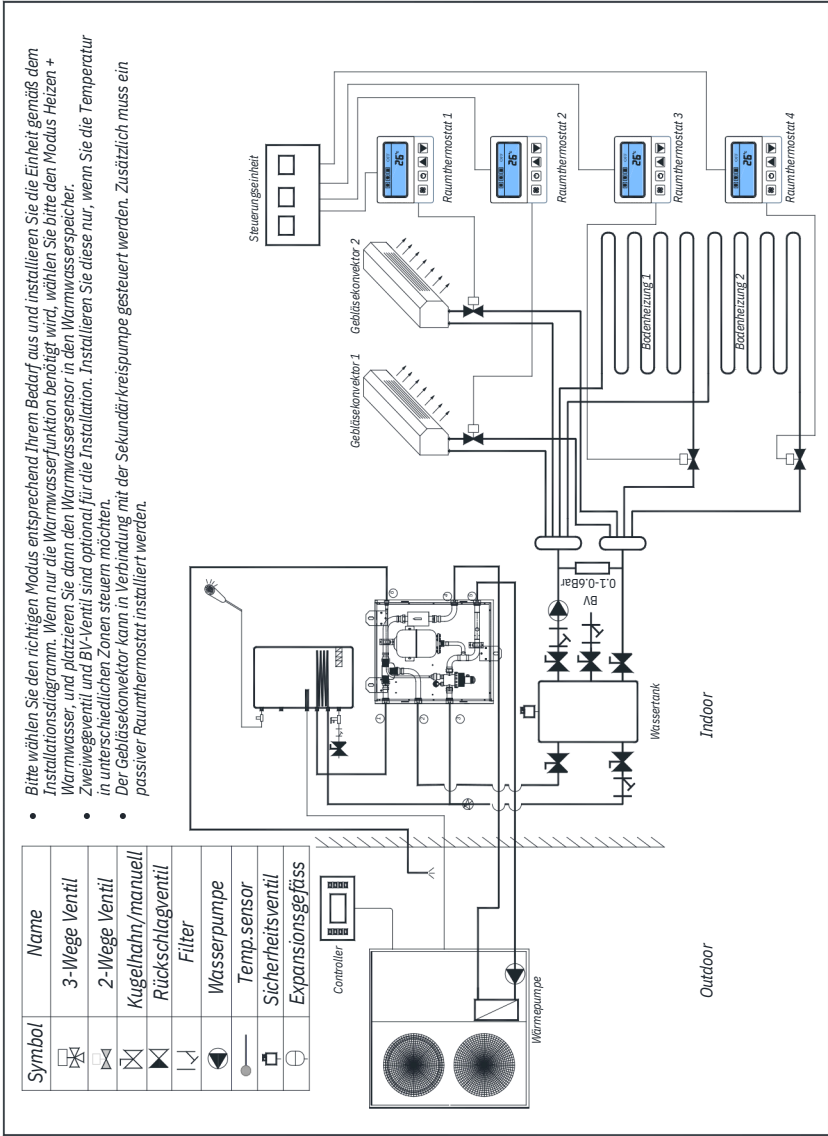 Symbol Name
3-Wege Ventil
2-Wege Ventil
Kugelhahn/manuell
Rückschlagventil
Filter
Wasserpumpe
Temp.sensor
Sicherheitsventil
Expansionsgefäss
• Bitte wählen Sie den richtigen Modus entsprechend Ihrem Bedarf aus und installieren Sie die Einheit gemäß dem
Installationsdiagramm. Wenn nur die Warmwasserfunktion benötigt wird, wählen Sie bitte den Modus Heizen +
Warmwasser, und platzieren Sie dann den Warmwassersensor in den Warmwasserspeicher.
• Zweiwegeventil und BV-Ventil sind optional für die Installation. Installieren Sie diese nur, wenn Sie die Temperatur
in unterschiedlichen Zonen steuern möchten.
• Der Gebläsekonvektor kann in Verbindung mit der Sekundärkreispumpe gesteuert werden. Zusätzlich muss ein
passiver Raumthermostat installiert werden.
Steuerungseinheit
Gebläsekonvektor 2
Gebläsekonvektor 1
26
Raumthermostat 1
26
Raumthermostat 2
26
Raumthermostat 3
26
Raumthermostat 4
Bodenheizung 1
Bodenheizung 2
Controller
Wärmepumpe
0.1-0.6Bar
BV
Wassertank
Outdoor
Indoor